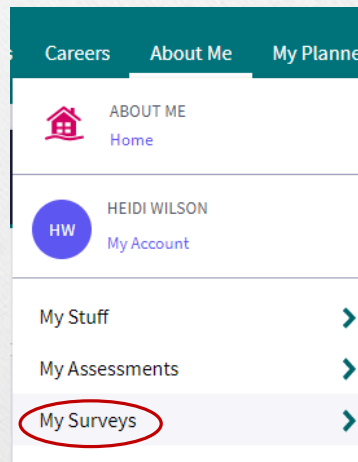 Careers About Me My Planne
ABOUT ME
Home
HEIDI WILSON
HW
My Account
My Stuff
My Assessments
My Surveys